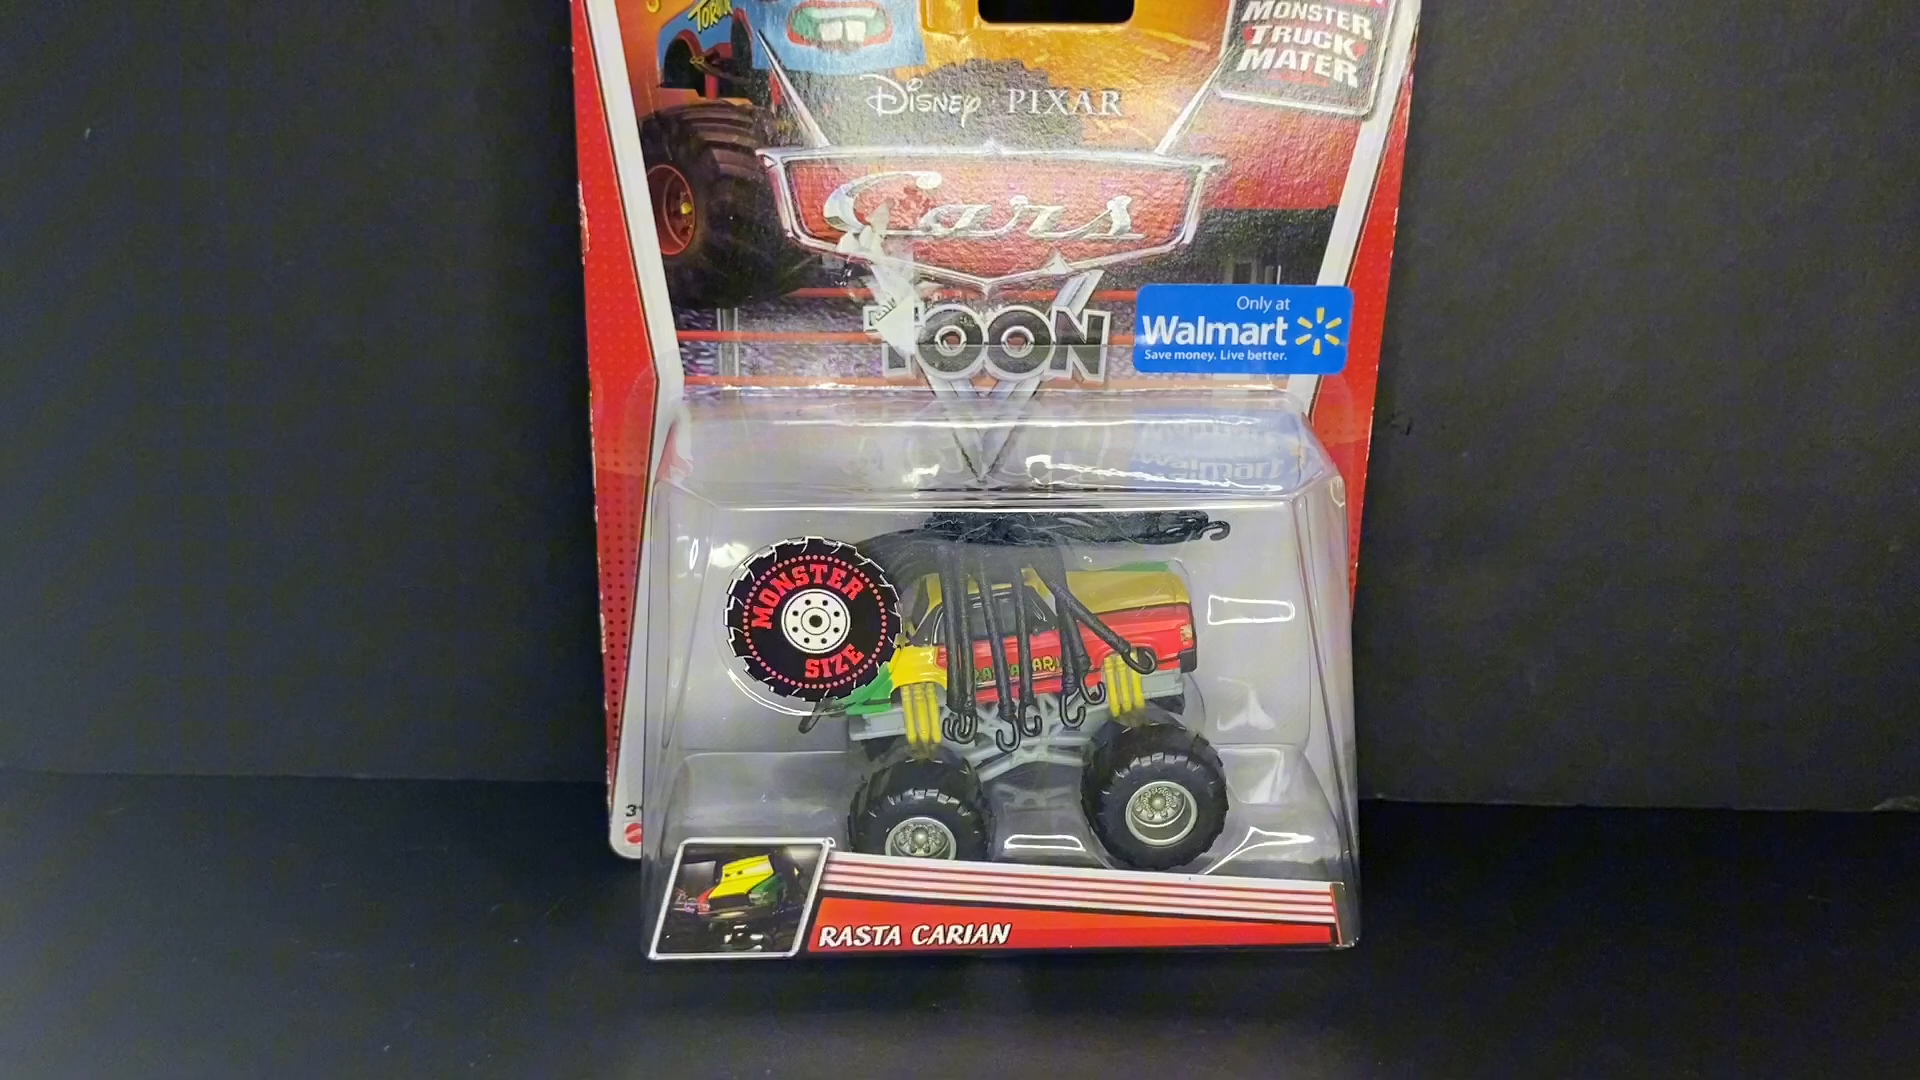 MONSTER
TRUCK
MATER
DISNEY · PIXAR
Cars
TOON
Only at
Walmart
Save money. Live better.
MONSTER
SIZE
RASTA CARIAN